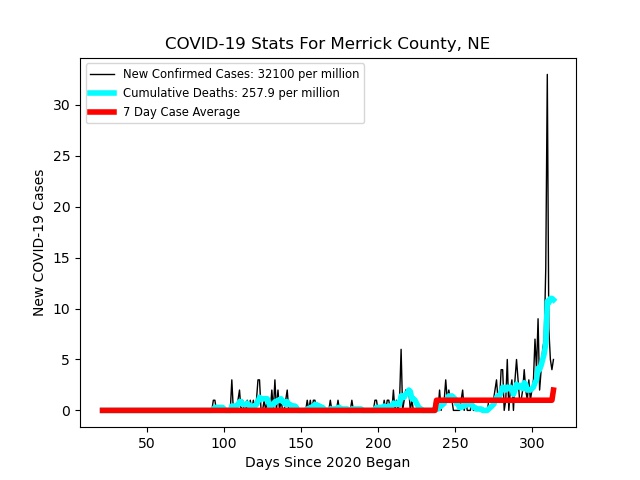 COVID-19 Stats For Merrick County, NE
New Confirmed Cases: 32100 per million
Cumulative Deaths: 257.9 per million
7 Day Case Average
New COVID-19 Cases
30
25
20
15
10
5
0
50
100
150
200
250
300
Days Since 2020 Began